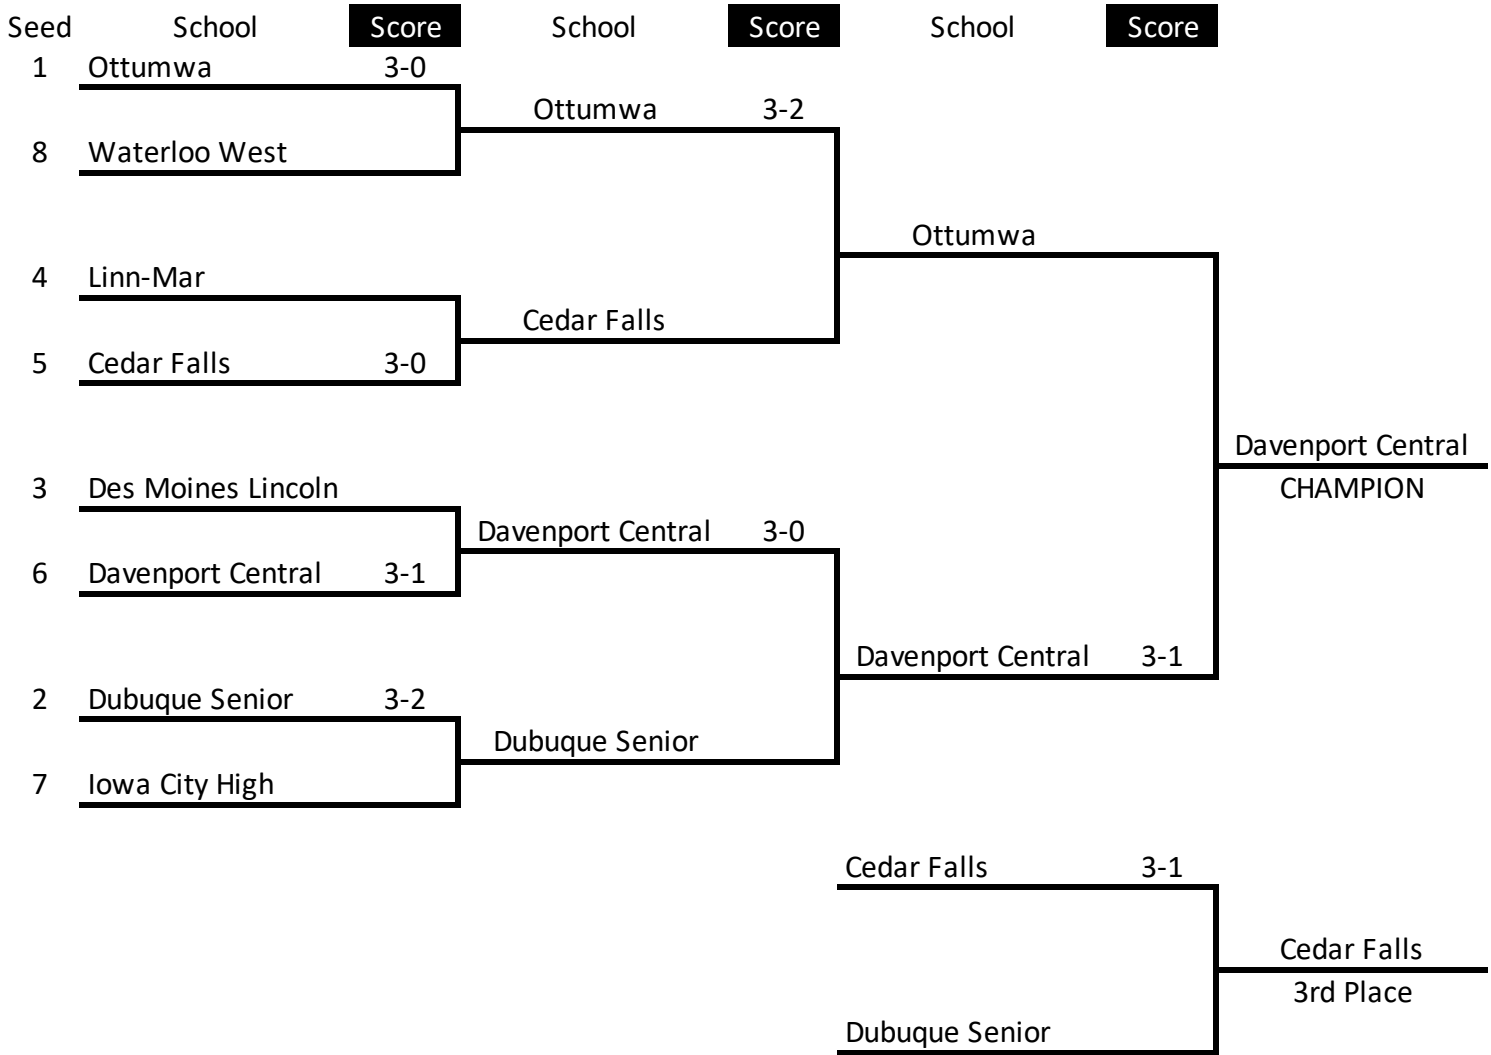 Seed School Score School Score School Score
1 Ottumwa 3-0
Ottumwa 3-2
8 Waterloo West
Ottumwa
4 Linn-Mar
Cedar Falls
5 Cedar Falls 3-0
Davenport Central
3 Des Moines Lincoln
CHAMPION
Davenport Central 3-0
6 Davenport Central 3-1
Davenport Central 3-1
2 Dubuque Senior 3-2
Dubuque Senior
7 Iowa City High
Cedar Falls 3-1
Cedar Falls
3rd Place
Dubuque Senior